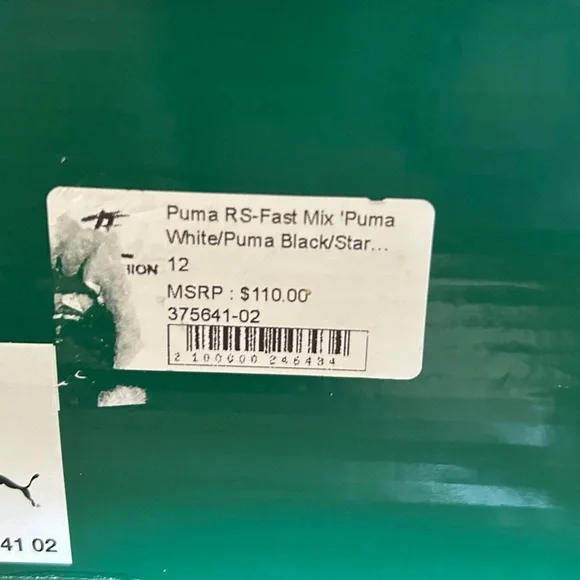 Puma RS-Fast Mix 'Puma
White/Puma Black/Star...
HION 12
MSRP : $110.00
375641-02
2 100000 246434
41 02